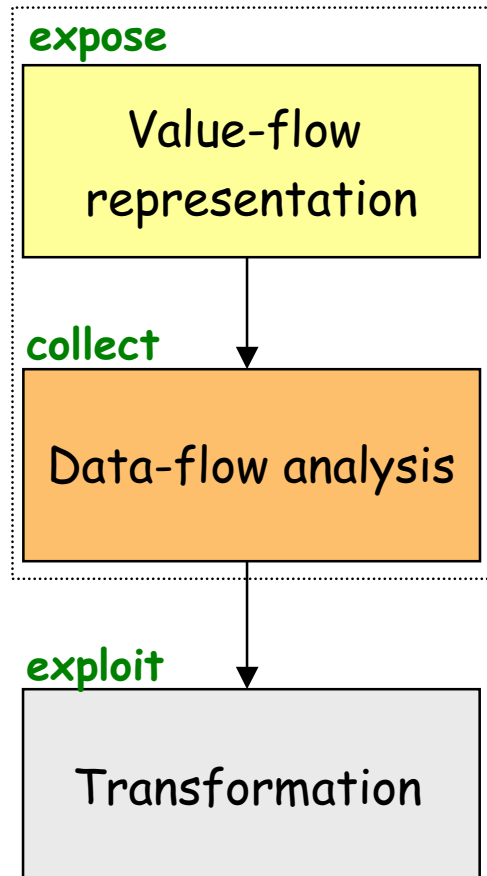 expose
Value-flow
representation
collect
Data-flow analysis
exploit
Transformation